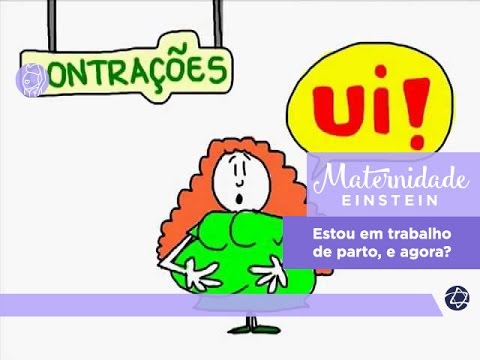 ONTRAÇÕES
ui!
Maternidade
EINSTEIN
Estou em trabalho
de parto, e agora?